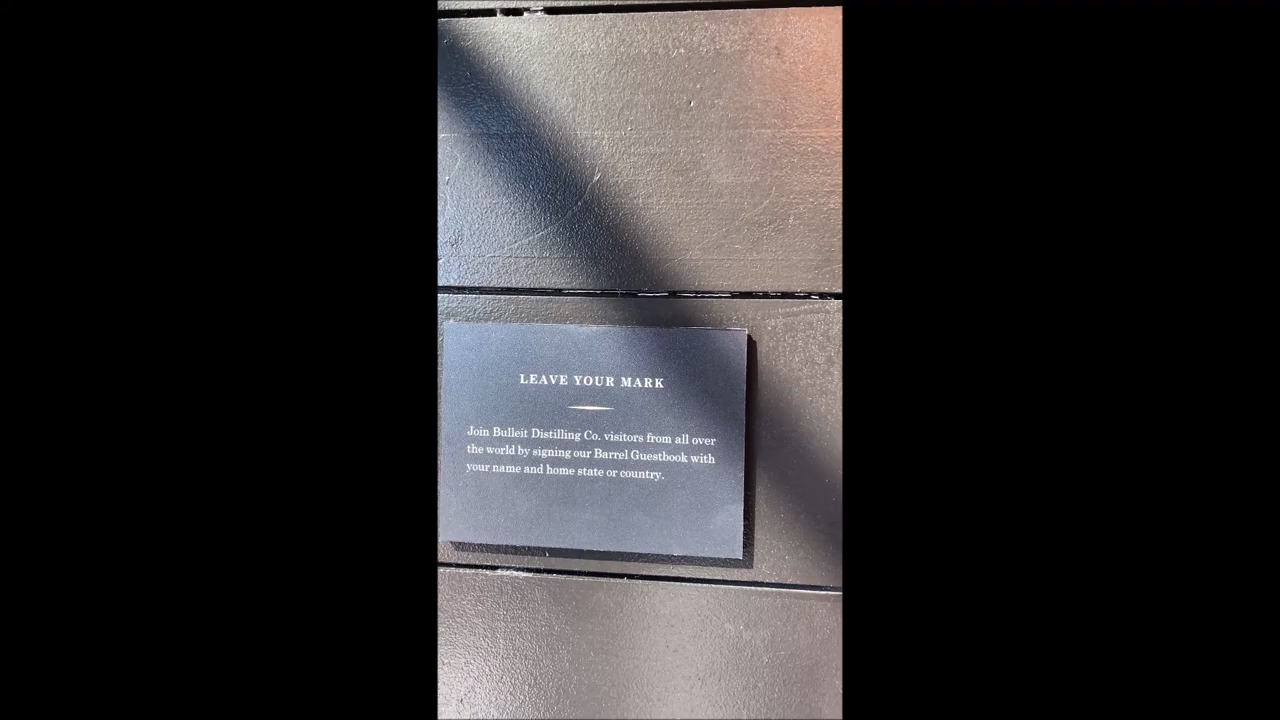 LEAVE YOUR MARK
Join Bulleit Distilling Co. visitors from all over
the world by signing our Barrel Guestbook with
your name and home state or country.